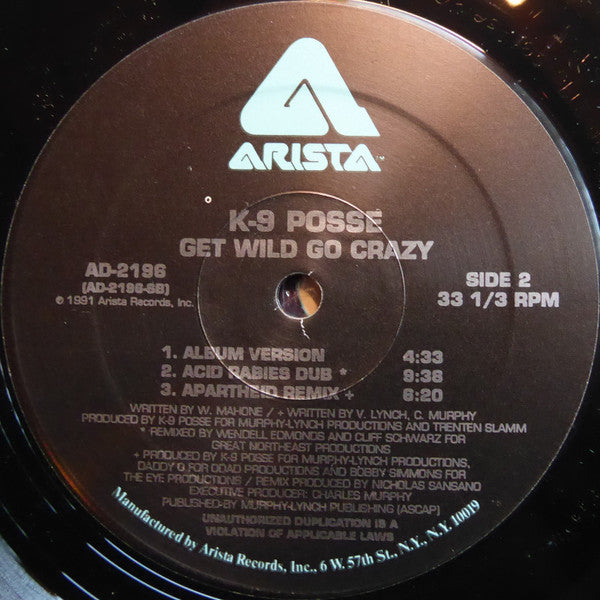 ARISTA™
K-9 POSSE
GET WILD GO CRAZY
AD-2196
(AD-2196-SB)
℗ 1991 Arista Records, Inc.
SIDE 2
33 1/3 RPM
1. ALBUM VERSION 4:33
2. ACID RABIES DUB * 9:38
3. APARTHEID REMIX + 6:20
WRITTEN BY W. MAHONE / + WRITTEN BY V. LYNCH, C. MURPHY
PRODUCED BY K-9 POSSE FOR MURPHY-LYNCH PRODUCTIONS AND TRENTEN SLAMM
* REMIXED BY WENDELL EDMONDS AND CLIFF SCHWARZ FOR
GREAT NORTHEAST PRODUCTIONS
+ PRODUCED BY K-9 POSSE FOR MURPHY-LYNCH PRODUCTIONS,
DADDY O FOR ODAD PRODUCTIONS AND BOBBY SIMMONS FOR
THE EYE PRODUCTIONS / REMIX PRODUCED BY NICHOLAS SANSANO
EXECUTIVE PRODUCER: CHARLES MURPHY
PUBLISHED BY MURPHY-LYNCH PUBLISHING (ASCAP)
UNAUTHORIZED DUPLICATION IS A
VIOLATION OF APPLICABLE LAWS
Manufactured by Arista Records, Inc., 6 W. 57th St., N.Y., N.Y. 10019